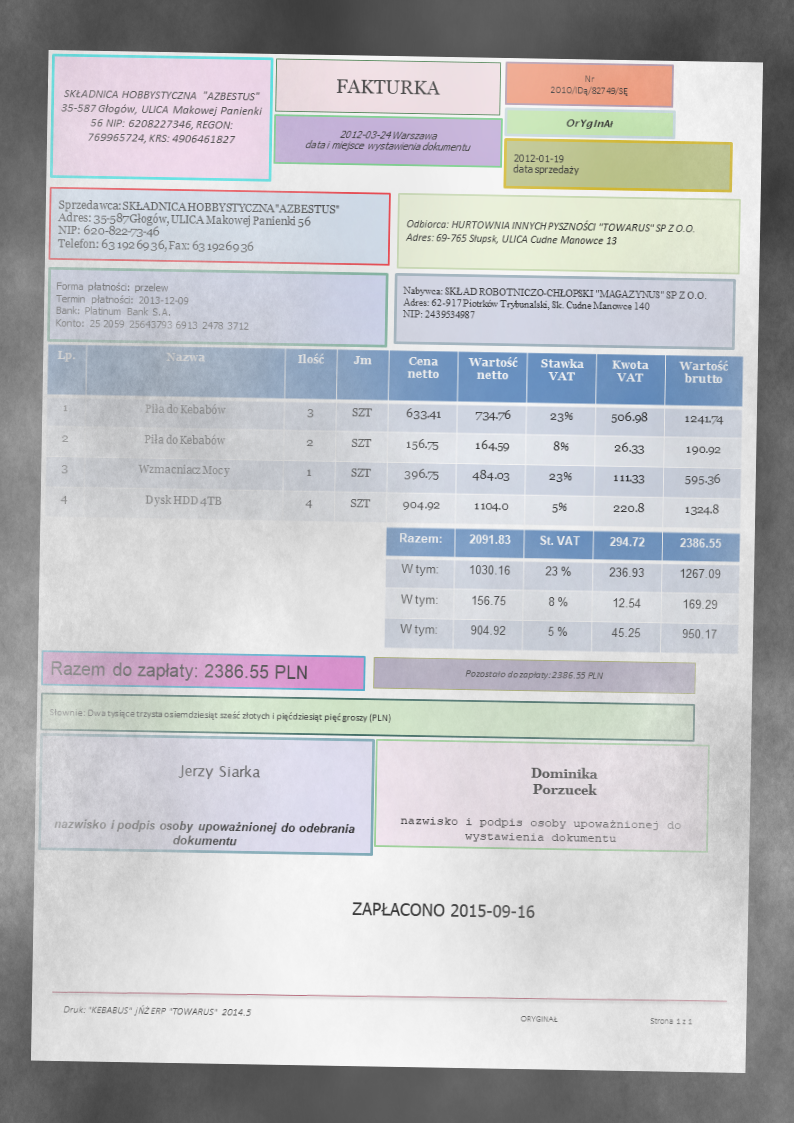 SKŁADNICA HOBBYSTYCZNA "AZBESTUS"
35-587 Głogów, ULICA Makowej Panienki
56 NIP: 6208227346, REGON:
769965724, KRS: 4906461827
FAKTURKA
2012-03-24 Warszawa
data i miejsce wystawienia dokumentu
Nr
2010/IDą/82749/SĘ
OrYgInAł
2012-01-19
data sprzedaży
Sprzedawca: SKŁADNICA HOBBYSTYCZNA "AZBESTUS"
Adres: 35-587 Głogów, ULICA Makowej Panienki 56
NIP: 620-822-73-46
Telefon: 63 192 69 36, Fax: 63 192 69 36
Odbiorca: HURTOWNIA INNYCH PYSZNOŚCI "TOWARUS" SP Z O.O.
Adres: 69-765 Słupsk, ULICA Cudne Manowce 13
Forma płatności: przelew
Termin płatności: 2013-12-09
Bank: Platinum Bank S.A.
Konto: 25 2059 25643793 6913 2478 3712
Nabywca: SKŁAD ROBOTNICZO-CHŁOPSKI "MAGAZYNUS" SP Z O.O.
Adres: 62-917 Piotrków Trybunalski, Sk. Cudne Manowce 140
NIP: 2439534987
Lp. Nazwa Ilość Jm Cena netto Wartość netto Stawka VAT Kwota VAT Wartość brutto
1 Piła do Kebabów 3 SZT 633.41 734.76 23% 506.98 1241.74
2 Piła do Kebabów 2 SZT 156.75 164.59 8% 26.33 190.92
3 Wzmacniacz Mocy 1 SZT 396.75 484.03 23% 111.33 595.36
4 Dysk HDD 4TB 4 SZT 904.92 1104.0 5% 220.8 1324.8
Razem: 2091.83 St. VAT 294.72 2386.55
W tym: 1030.16 23 % 236.93 1267.09
W tym: 156.75 8 % 12.54 169.29
W tym: 904.92 5 % 45.25 950.17
Razem do zapłaty: 2386.55 PLN
Pozostało do zapłaty: 2386.55 PLN
Słownie: Dwa tysiące trzysta osiemdziesiąt sześć złotych i pięćdziesiąt pięć groszy (PLN)
Jerzy Siarka
nazwisko i podpis osoby upoważnionej do odebrania
dokumentu
Dominika
Porzucek
nazwisko i podpis osoby upoważnionej do
wystawienia dokumentu
ZAPŁACONO 2015-09-16
Druk: "KEBABUS" jŃŻ ERP "TOWARUS" 2014.5
ORYGINAŁ
Strona 1 z 1